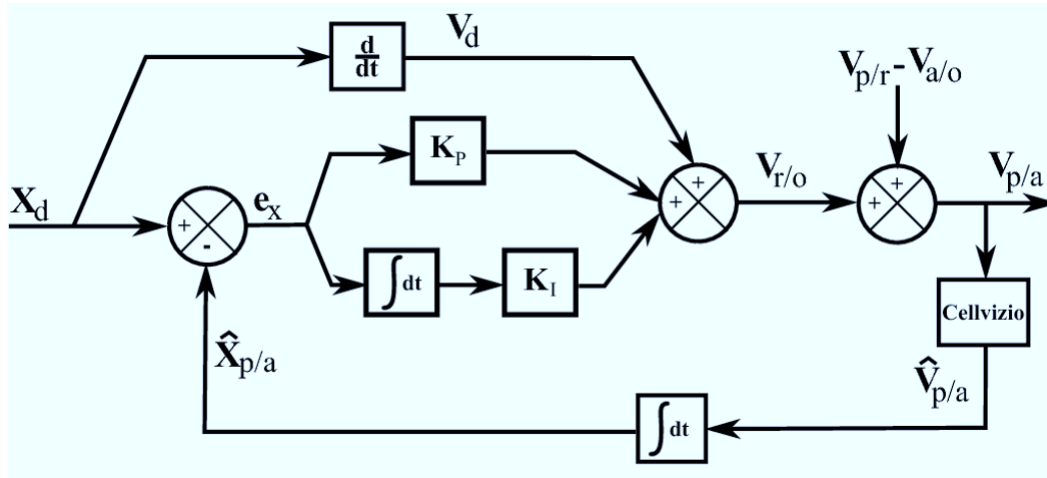 d
dt
V_d
V_p/r - V_a/o
K_P
X_d
+
-
e_x
+
+
+
V_r/o
+
+
V_p/a
∫dt
K_I
Cellvizio
X̂_p/a
V̂_p/a
∫dt